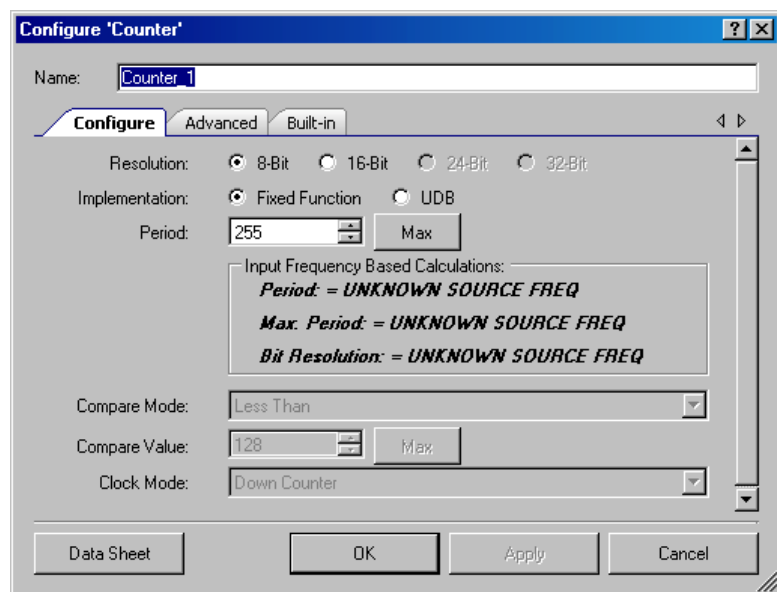 Configure 'Counter'
Name: Counter_1
Configure Advanced Built-in
Resolution: 8-Bit 16-Bit 24-Bit 32-Bit
Implementation: Fixed Function UDB
Period: 255 Max
Input Frequency Based Calculations:
Period: = UNKNOWN SOURCE FREQ
Max. Period: = UNKNOWN SOURCE FREQ
Bit Resolution: = UNKNOWN SOURCE FREQ
Compare Mode: Less Than
Compare Value: 128 Max
Clock Mode: Down Counter
Data Sheet OK Apply Cancel